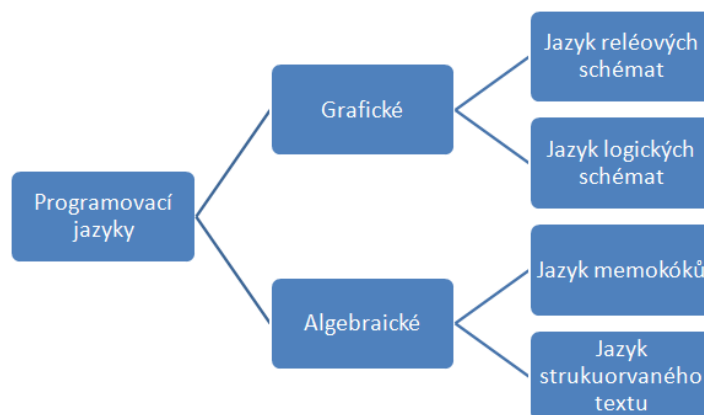 Jazyk reléových
schémat
Grafické
Jazyk logických
schémat
Programovací
jazyky
Jazyk memokóků
Algebraické
Jazyk
strukuorvaného
textu